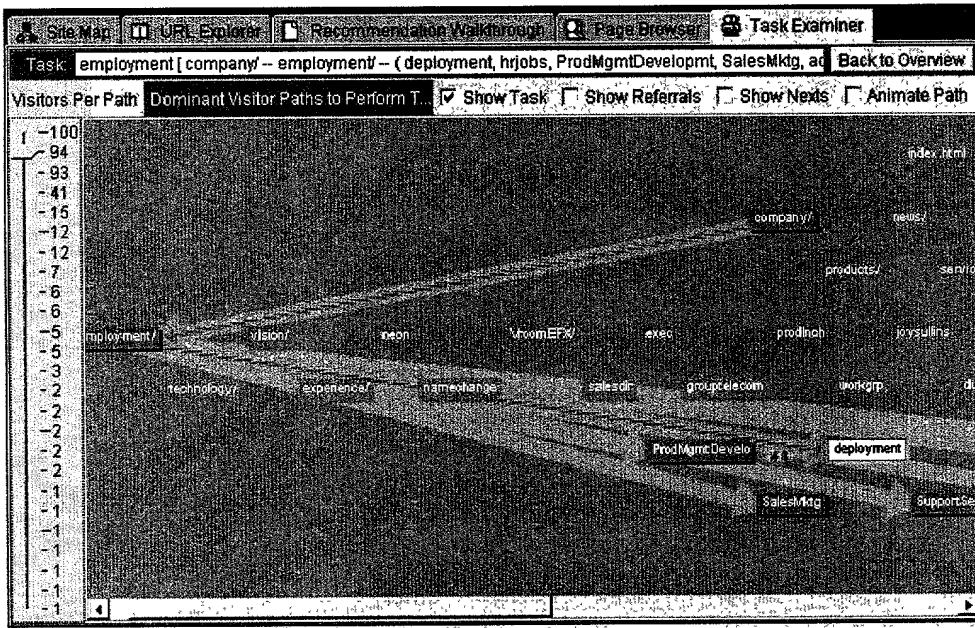 Site Map URL Explorer Recommendation Walkthrough Page Browser Task Examiner
Task: employment [ company/ -- employment/ -- ( deployment, hrjobs, ProdMgmtDevelopmt, SalesMktg, ad Back to Overview
Visitors Per Path Dominant Visitor Paths to Perform T... Show Task Show Referrals Show Nexts Animate Path
100
94
93
41
15
12
12
7
6
6
5
5
3
2
2
2
2
2
1
1
1
1
1
1
1
index.html
company/ news/
products/
mployment/ vision/ neon VroomEFX/ exec joysullins
technology/ experience/ namechange salesdir grouptelecom workgrp
ProdMgmtDevelo deployment
SalesMktg SupportSe